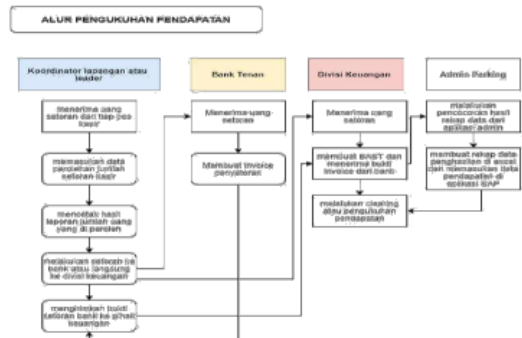 ALUR PENGUKUHAN PENDAPATAN
Koordinator lapangan atau
leader
Bank Tenan
Divisi Keuangan
Admin Parking
Menerima uang
setoran dari tiap pos
kasir
memasukan data
perolehan jumlah
setoran kasir
mencetak hasil
laporan jumlah uang
yang di peroleh
melakukan setoran ke
bank atau langsung
ke divisi keuangan
mengirimkan bukti
setoran bank ke pihak
keuangan
Menerima uang
setoran
Membuat invoice
penyetoran
Menerima uang
setoran
membuat BAST dan
menerima bukti
invoice dari bank
melakukan clearing
atau pengukuhan
pendapatan
melakukan
pencocokan hasil
rekap data dari
aplikasi admin
membuat rekap data
penghasilan di excel
dan memasukan data
pendapatan di
aplikasi SAP